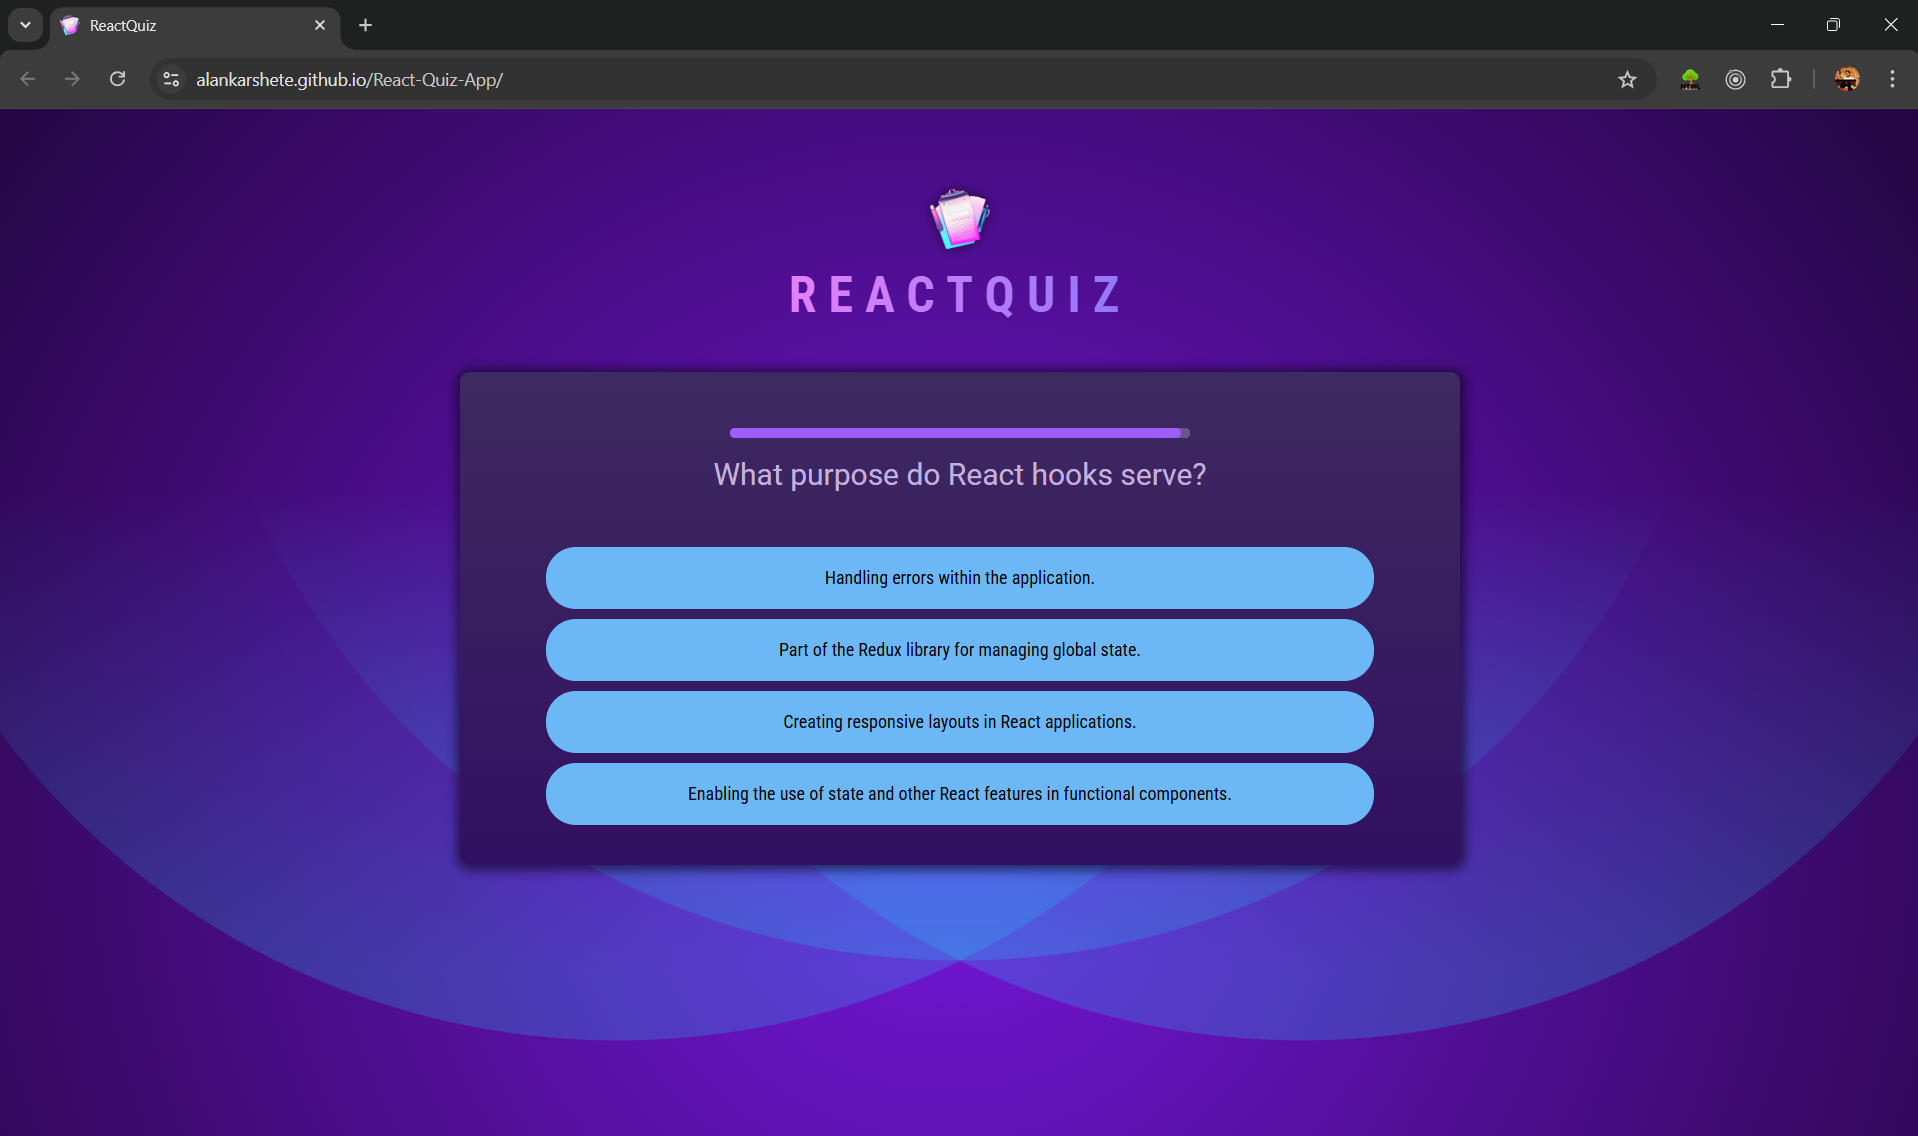 ReactQuiz
alankarshete.github.io/React-Quiz-App/
REACTQUIZ
What purpose do React hooks serve?
Handling errors within the application.
Part of the Redux library for managing global state.
Creating responsive layouts in React applications.
Enabling the use of state and other React features in functional components.